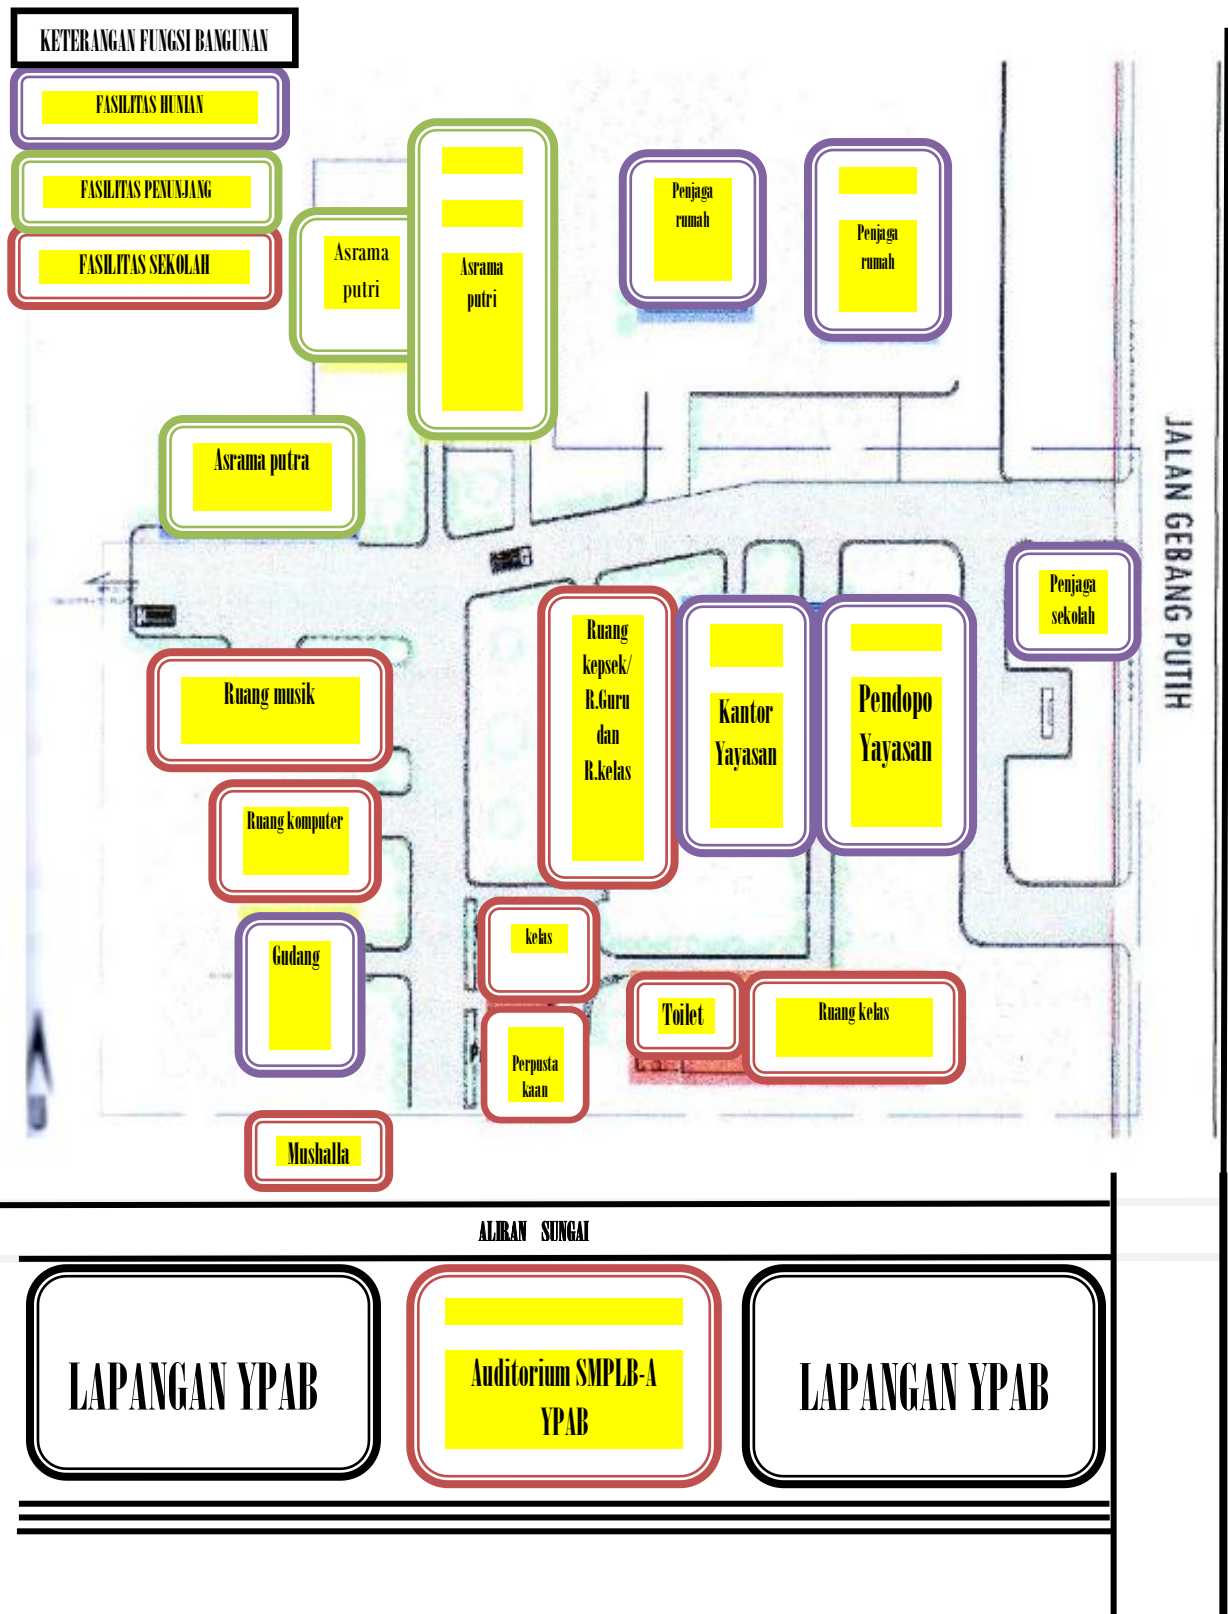 KETERANGAN FUNGSI BANGUNAN
FASILITAS HUNIAN
FASILITAS PENUNJANG
FASILITAS SEKOLAH
Asrama
putri
Asrama
putri
Penjaga
rumah
Penjaga
rumah
Asrama putra
JALAN GEBANG PUTIH
Penjaga
sekolah
Ruang musik
Ruang
kepsek/
R.Guru
dan
R.kelas
Kantor
Yayasan
Pendopo
Yayasan
Ruang komputer
Gudang
kelas
Perpusta
kaan
Toilet
Ruang kelas
Mushalla
ALIRAN SUNGAI
LAPANGAN YPAB
Auditorium SMPLB-A
YPAB
LAPANGAN YPAB